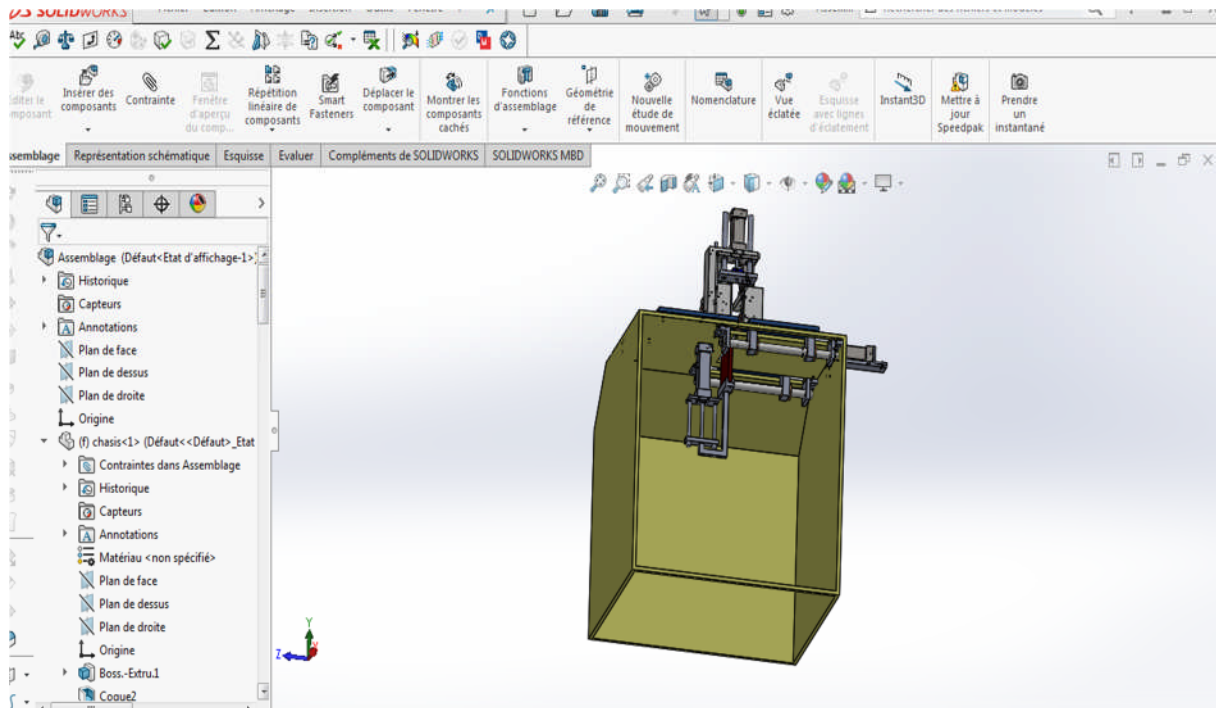 SOLIDWORKS
Abc
Insérer des composants
Contrainte
Fenêtre d'aperçu du comp...
Répétition linéaire de composants
Smart Fasteners
Déplacer le composant
Montrer les composants cachés
Fonctions d'assemblage
Géométrie de référence
Nouvelle étude de mouvement
Nomenclature
Vue éclatée
Esquisse avec lignes d'éclatement
Instant3D
Mettre à jour Speedpak
Prendre un instantané
Représentation schématique
Esquisse
Evaluer
Compléments de SOLIDWORKS
SOLIDWORKS MBD
Assemblage (Défaut<Etat d'affichage-1>)
Historique
Capteurs
Annotations
Plan de face
Plan de dessus
Plan de droite
Origine
(f) chasis<1> (Défaut<<Défaut>_Etat
Contraintes dans Assemblage
Historique
Capteurs
Annotations
Matériau <non spécifié>
Plan de face
Plan de dessus
Plan de droite
Origine
Boss.-Extru.1
Coque2
Y
Z